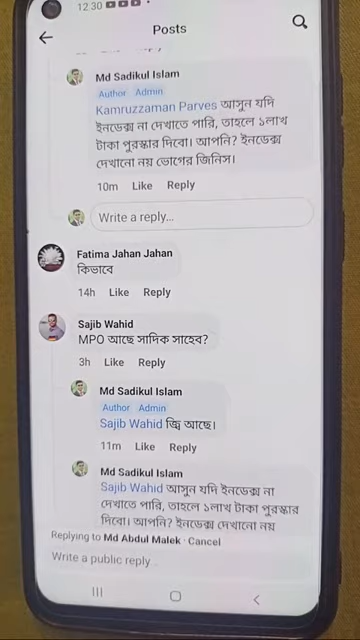 12 30
Posts
Md Sadikul Islam
Author Admin
Kamruzzaman Parves আসুন যদি
ইনডেক্স না দেখাতে পারি, তাহলে ১লাখ
টাকা পুরস্কার দিবো। আপনি? ইনডেক্স
দেখানো নয় ভোগের জিনিস।
10m Like Reply
Write a reply...
Fatima Jahan Jahan
কিভাবে
14h Like Reply
Sajib Wahid
MPO আছে সাদিক সাহেব?
3h Like Reply
Md Sadikul Islam
Author Admin
Sajib Wahid জ্বি আছে।
11m Like Reply
Md Sadikul Islam
Sajib Wahid আসুন যদি ইনডেক্স না
দেখাতে পারি, তাহলে ১লাখ টাকা পুরস্কার
দিবো। আপনি? ইনডেক্স দেখানো নয়
Replying to Md Abdul Malek · Cancel
Write a public reply...